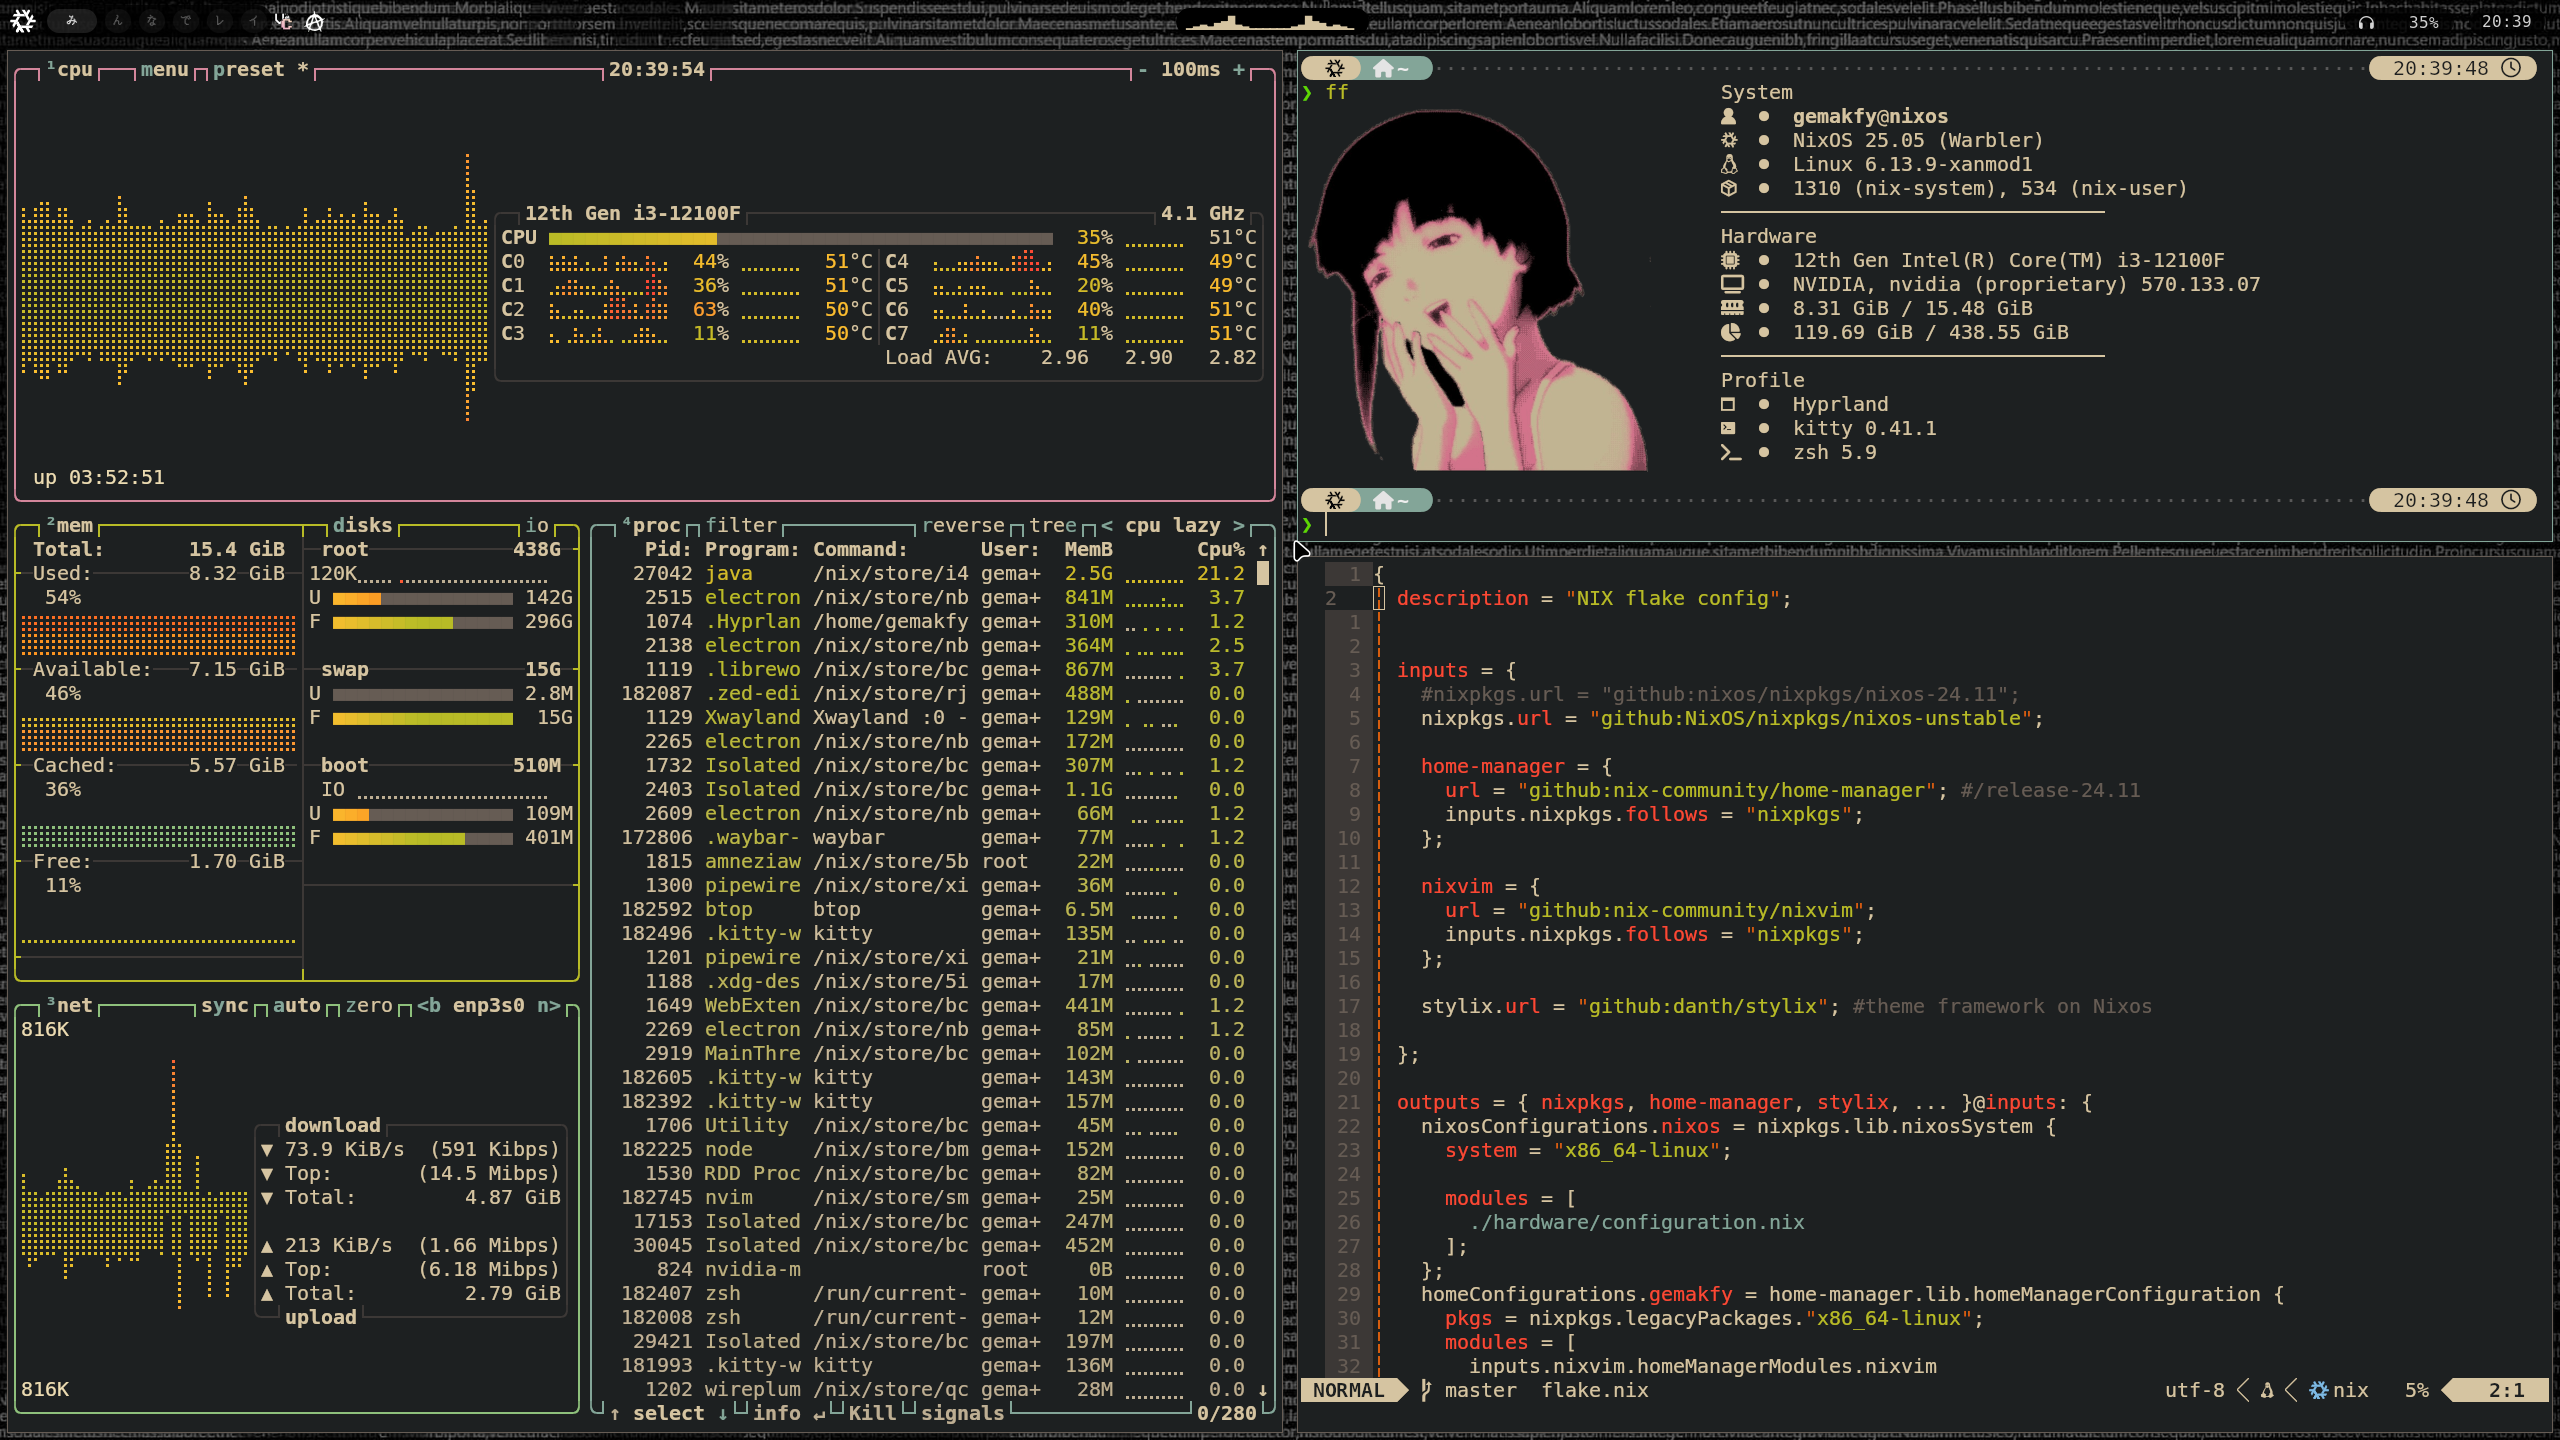 み ん な で レ イ
35% 20:39
¹cpu menu preset * 20:39:54 - 100ms +
12th Gen i3-12100F 4.1 GHz
CPU 35% 51°C
C0 44% 51°C C4 45% 49°C
C1 36% 51°C C5 20% 49°C
C2 63% 50°C C6 40% 51°C
C3 11% 50°C C7 11% 51°C
Load AVG: 2.96 2.90 2.82
up 03:52:51
²mem disks io
Total: 15.4 GiB root 438G
Used: 8.32 GiB 120K
54% U 142G
F 296G
Available: 7.15 GiB swap 15G
46% U 2.8M
F 15G
Cached: 5.57 GiB boot 510M
36% IO
U 109M
F 401M
Free: 1.70 GiB
11%
³net sync auto zero <b enp3s0 n>
816K
download
▼ 73.9 KiB/s (591 Kibps)
▼ Top: (14.5 Mibps)
▼ Total: 4.87 GiB
▲ 213 KiB/s (1.66 Mibps)
▲ Top: (6.18 Mibps)
▲ Total: 2.79 GiB
upload
816K
⁴proc filter reverse tree < cpu lazy >
Pid: Program: Command: User: MemB Cpu% ↑
27042 java /nix/store/i4 gema+ 2.5G 21.2
2515 electron /nix/store/nb gema+ 841M 3.7
1074 .Hyprlan /home/gemakfy gema+ 310M 1.2
2138 electron /nix/store/nb gema+ 364M 2.5
1119 .librewo /nix/store/bc gema+ 867M 3.7
182087 .zed-edi /nix/store/rj gema+ 488M 0.0
1129 Xwayland Xwayland :0 - gema+ 129M 0.0
2265 electron /nix/store/nb gema+ 172M 0.0
1732 Isolated /nix/store/bc gema+ 307M 1.2
2403 Isolated /nix/store/bc gema+ 1.1G 0.0
2609 electron /nix/store/nb gema+ 66M 1.2
172806 .waybar- waybar gema+ 77M 1.2
1815 amneziaw /nix/store/5b root 22M 0.0
1300 pipewire /nix/store/xi gema+ 36M 0.0
182592 btop btop gema+ 6.5M 0.0
182496 .kitty-w kitty gema+ 135M 0.0
1201 pipewire /nix/store/xi gema+ 21M 0.0
1188 .xdg-des /nix/store/5i gema+ 17M 0.0
1649 WebExten /nix/store/bc gema+ 441M 1.2
2269 electron /nix/store/nb gema+ 85M 1.2
2919 MainThre /nix/store/bc gema+ 102M 0.0
182605 .kitty-w kitty gema+ 143M 0.0
182392 .kitty-w kitty gema+ 157M 0.0
1706 Utility /nix/store/bc gema+ 45M 0.0
182225 node /nix/store/bm gema+ 152M 0.0
1530 RDD Proc /nix/store/bc gema+ 82M 0.0
182745 nvim /nix/store/sm gema+ 25M 0.0
17153 Isolated /nix/store/bc gema+ 247M 0.0
30045 Isolated /nix/store/bc gema+ 452M 0.0
824 nvidia-m root 0B 0.0
182407 zsh /run/current- gema+ 10M 0.0
182008 zsh /run/current- gema+ 12M 0.0
29421 Isolated /nix/store/bc gema+ 197M 0.0
181993 .kitty-w kitty gema+ 136M 0.0
1202 wireplum /nix/store/qc gema+ 28M 0.0 ↓
↑ select ↓ info ↵ Kill signals 0/280
~ 20:39:48
❯ ff
System
● gemakfy@nixos
● NixOS 25.05 (Warbler)
● Linux 6.13.9-xanmod1
● 1310 (nix-system), 534 (nix-user)
Hardware
● 12th Gen Intel(R) Core(TM) i3-12100F
● NVIDIA, nvidia (proprietary) 570.133.07
● 8.31 GiB / 15.48 GiB
● 119.69 GiB / 438.55 GiB
Profile
● Hyprland
● kitty 0.41.1
● zsh 5.9
~ 20:39:48
❯
1 {
2 description = "NIX flake config";
1
2
3 inputs = {
4 #nixpkgs.url = "github:nixos/nixpkgs/nixos-24.11";
5 nixpkgs.url = "github:NixOS/nixpkgs/nixos-unstable";
6
7 home-manager = {
8 url = "github:nix-community/home-manager"; #/release-24.11
9 inputs.nixpkgs.follows = "nixpkgs";
10 };
11
12 nixvim = {
13 url = "github:nix-community/nixvim";
14 inputs.nixpkgs.follows = "nixpkgs";
15 };
16
17 stylix.url = "github:danth/stylix"; #theme framework on Nixos
18
19 };
20
21 outputs = { nixpkgs, home-manager, stylix, ... }@inputs: {
22 nixosConfigurations.nixos = nixpkgs.lib.nixosSystem {
23 system = "x86_64-linux";
24
25 modules = [
26 ./hardware/configuration.nix
27 ];
28 };
29 homeConfigurations.gemakfy = home-manager.lib.homeManagerConfiguration {
30 pkgs = nixpkgs.legacyPackages."x86_64-linux";
31 modules = [
32 inputs.nixvim.homeManagerModules.nixvim
NORMAL master flake.nix utf-8 nix 5% 2:1